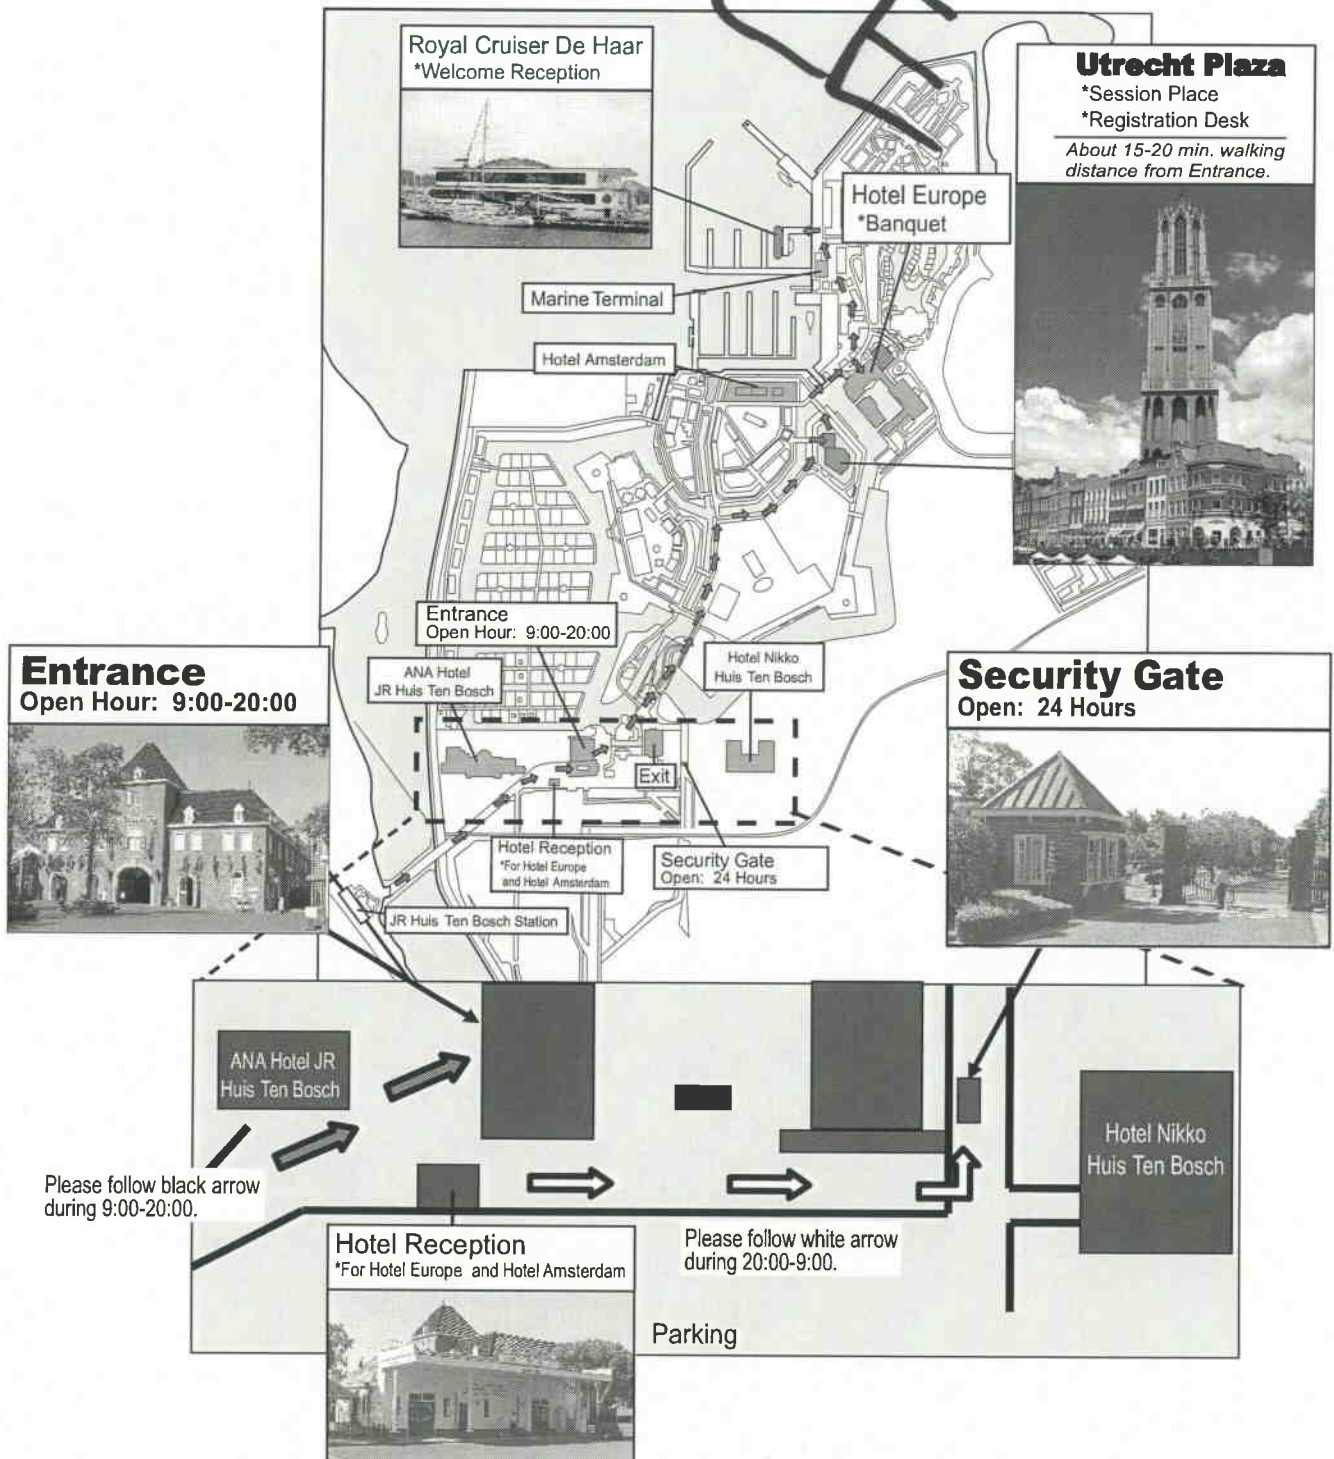 Royal Cruiser De Haar
*Welcome Reception
Utrecht Plaza
*Session Place
*Registration Desk
About 15-20 min. walking
distance from Entrance.
Hotel Europe
*Banquet
Marine Terminal
Hotel Amsterdam
Entrance
Open Hour: 9:00-20:00
ANA Hotel
JR Huis Ten Bosch
Hotel Nikko
Huis Ten Bosch
Entrance
Open Hour: 9:00-20:00
Security Gate
Open: 24 Hours
Exit
Hotel Reception
*For Hotel Europe
and Hotel Amsterdam
Security Gate
Open: 24 Hours
JR Huis Ten Bosch Station
ANA Hotel JR
Huis Ten Bosch
Hotel Nikko
Huis Ten Bosch
Please follow black arrow
during 9:00-20:00.
Please follow white arrow
during 20:00-9:00.
Hotel Reception
*For Hotel Europe and Hotel Amsterdam
Parking